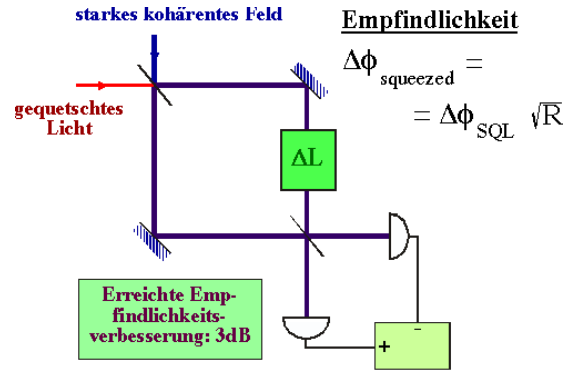 starkes kohärentes Feld
Empfindlichkeit
Δϕsqueezed =
= ΔϕSQL √R
gequetschtes
Licht
ΔL
Erreichte Emp-
findlichkeits-
verbesserung: 3dB
-
+